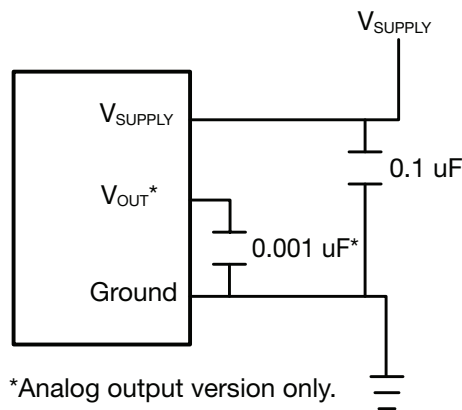 VSUPPLY
VSUPPLY
0.1 uF
VOUT*
0.001 uF*
Ground
*Analog output version only.